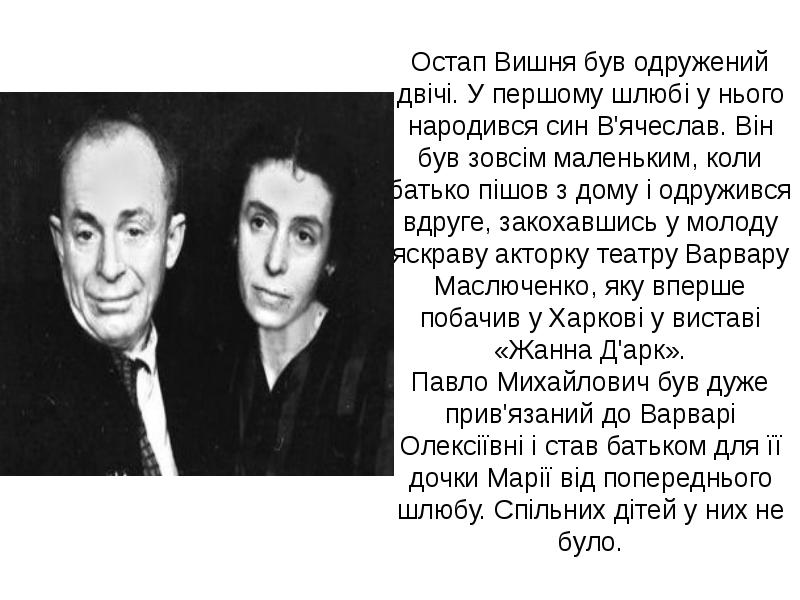 Остап Вишня був одружений
двічі. У першому шлюбі у нього
народився син В'ячеслав. Він
був зовсім маленьким, коли
батько пішов з дому і одружився
вдруге, закохавшись у молоду
яскраву акторку театру Варвару
Маслюченко, яку вперше
побачив у Харкові у виставі
«Жанна Д'арк».
Павло Михайлович був дуже
прив'язаний до Варварі
Олексіївні і став батьком для її
дочки Марії від попереднього
шлюбу. Спільних дітей у них не
було.